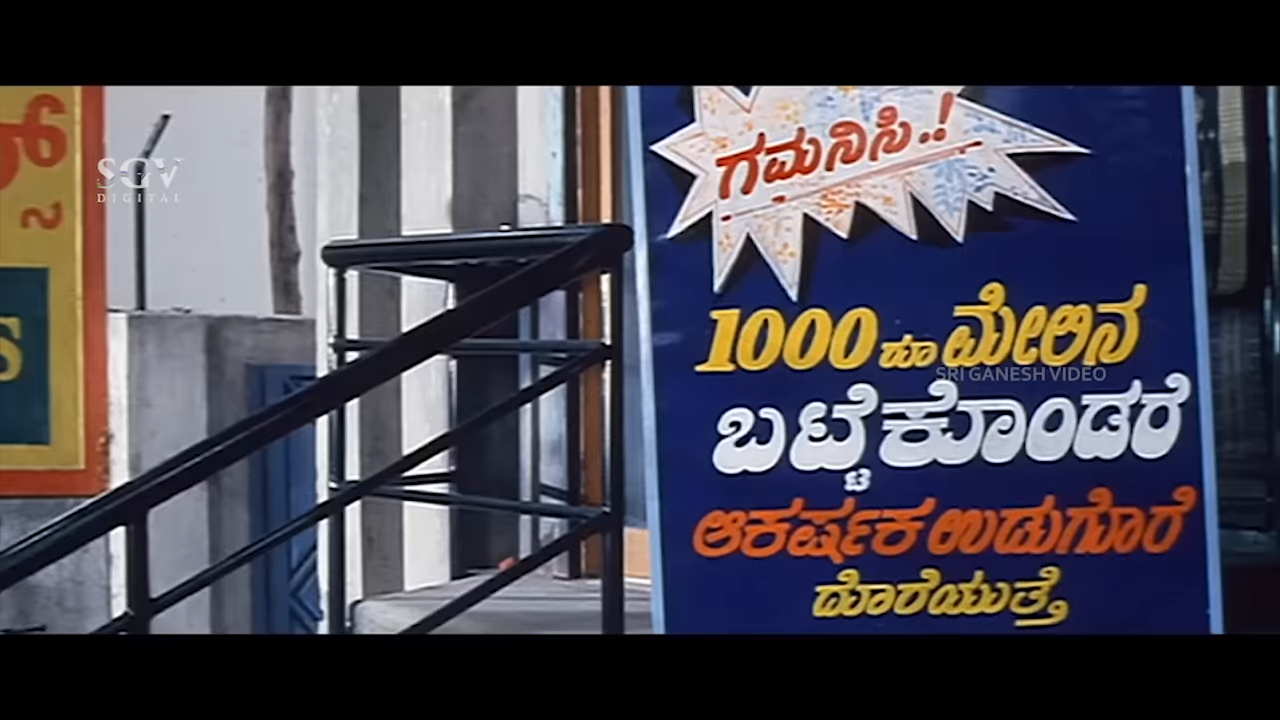 SGV
DIGITAL
ಗಮನಿಸಿ.!
1000 ರೂ ಮೇಲಿನ
SRI GANESH VIDEO
ಬಟ್ಟೆಕೊಂಡರೆ
ಆಕರ್ಷಕ ಉಡುಗೊರೆ
ದೊರೆಯುತ್ತೆ
S